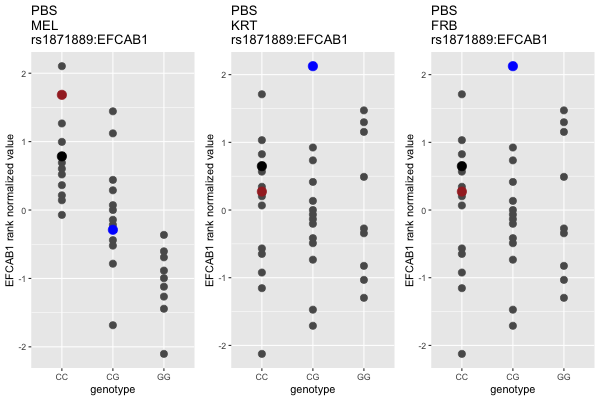 PBS
MEL
rs1871889:EFCAB1
EFCAB1 rank normalized value
2
1
0
-1
-2
CC CG GG
genotype
PBS
KRT
rs1871889:EFCAB1
EFCAB1 rank normalized value
2
1
0
-1
-2
CC CG GG
genotype
PBS
FRB
rs1871889:EFCAB1
EFCAB1 rank normalized value
2
1
0
-1
-2
CC CG GG
genotype